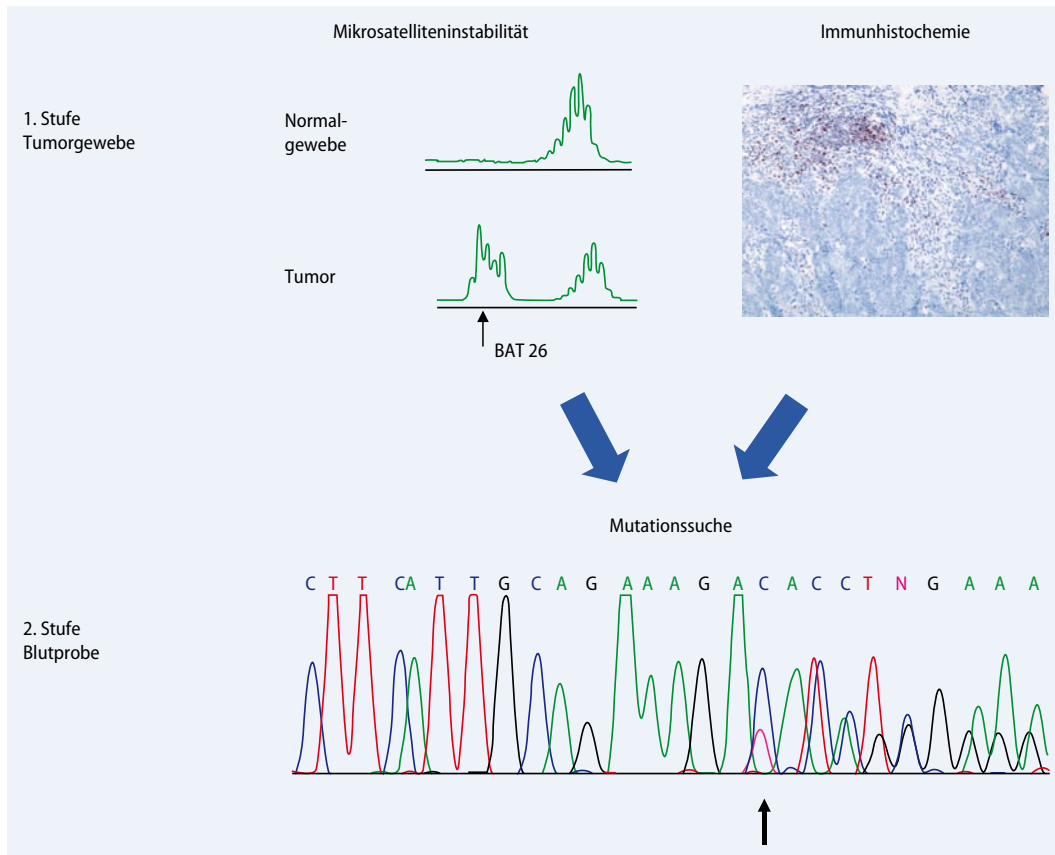 Mikrosatelliteninstabilität
Immunhistochemie
1. Stufe
Tumorgewebe
Normal-
gewebe
Tumor
BAT 26
Mutationssuche
C T T C A T T G C A G A A A G A C A C C T N G A A A
2. Stufe
Blutprobe